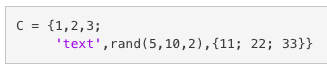 C = {1,2,3;
'text',rand(5,10,2),{11; 22; 33}}